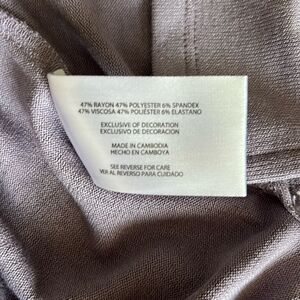 47% RAYON 47% POLYESTER 6% SPANDEX
47% VISCOSA 47% POLIÉSTER 6% ELASTANO
EXCLUSIVE OF DECORATION
EXCLUSIVO DE DECORACION
MADE IN CAMBODIA
HECHO EN CAMBOYA
SEE REVERSE FOR CARE
VER AL REVERSO PARA CUIDADO